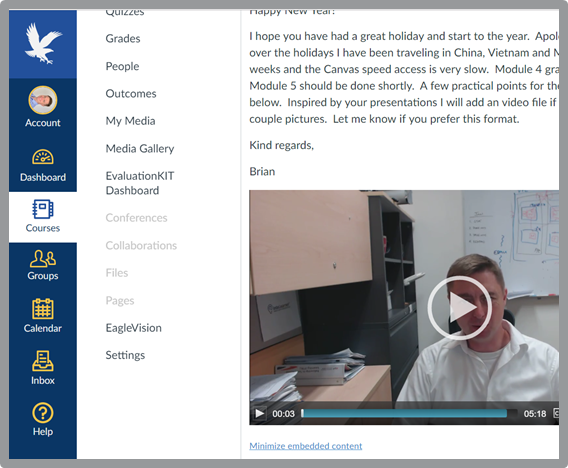 Account
Dashboard
Courses
Groups
Calendar
Inbox
Help
Quizzes
Grades
People
Outcomes
My Media
Media Gallery
EvaluationKIT
Dashboard
Conferences
Collaborations
Files
Pages
EagleVision
Settings
Happy New Year!
I hope you have had a great holiday and start to the year. Apol
over the holidays I have been traveling in China, Vietnam and M
weeks and the Canvas speed access is very slow. Module 4 gra
Module 5 should be done shortly. A few practical points for the
below. Inspired by your presentations I will add an video file if
couple pictures. Let me know if you prefer this format.
Kind regards,
Brian
00:03
05:18
Minimize embedded content